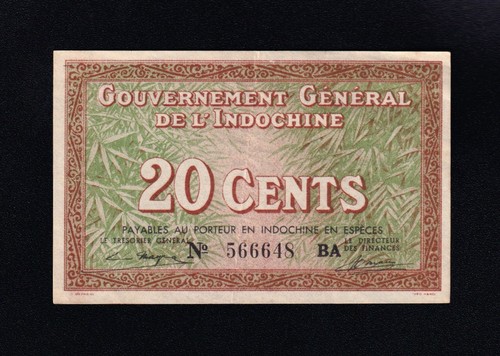 GOUVERNEMENT GÉNÉRAL
DE L'INDOCHINE
20 CENTS
PAYABLES AU PORTEUR EN INDOCHINE EN ESPÈCES
LE TRÉSORIER GÉNÉRAL
LE DIRECTEUR
DES FINANCES
No 566648 BA